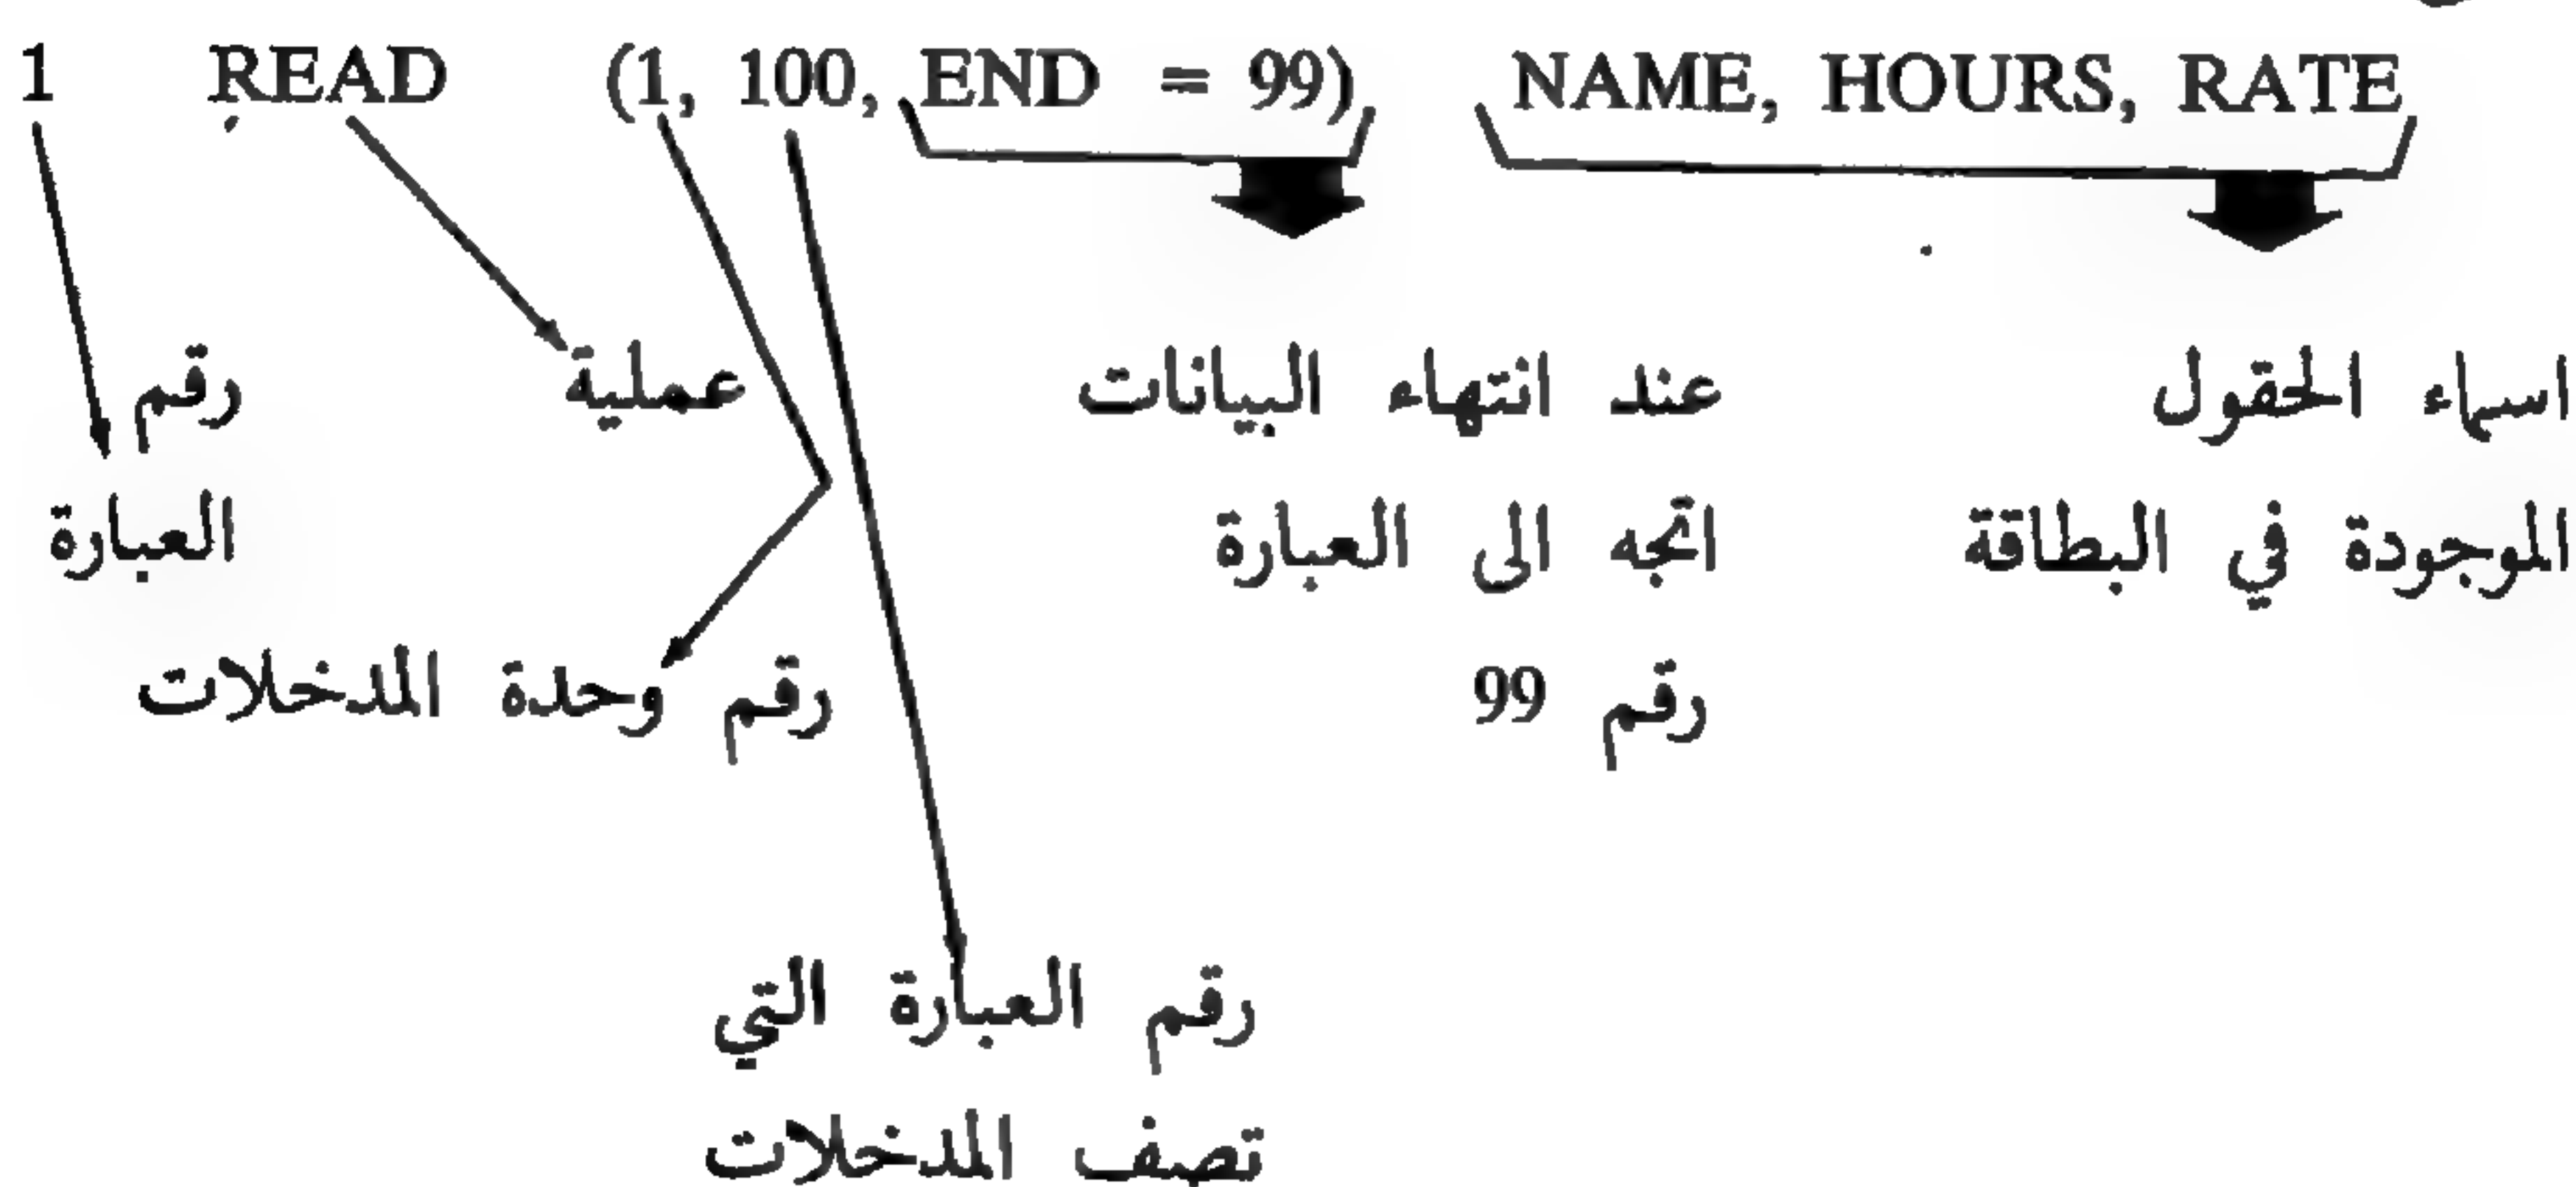 1 READ (1, 100, END = 99), NAME, HOURS, RATE
اسماء الحقول
الموجودة في البطاقة
عند انتهاء البيانات
اتجه الى العبارة
رقم 99
عملية
رقم
العبارة
رقم وحدة المدخلات
رقم العبارة التي
تصف المدخلات